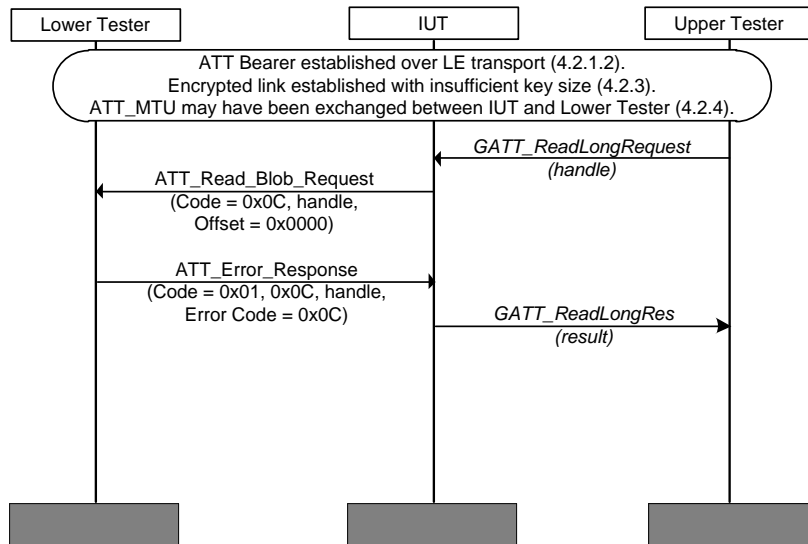 Lower Tester
IUT
Upper Tester
ATT Bearer established over LE transport (4.2.1.2).
Encrypted link established with insufficient key size (4.2.3).
ATT_MTU may have been exchanged between IUT and Lower Tester (4.2.4).
GATT_ReadLongRequest
(handle)
ATT_Read_Blob_Request
(Code = 0x0C, handle,
Offset = 0x0000)
ATT_Error_Response
(Code = 0x01, 0x0C, handle,
Error Code = 0x0C)
GATT_ReadLongRes
(result)